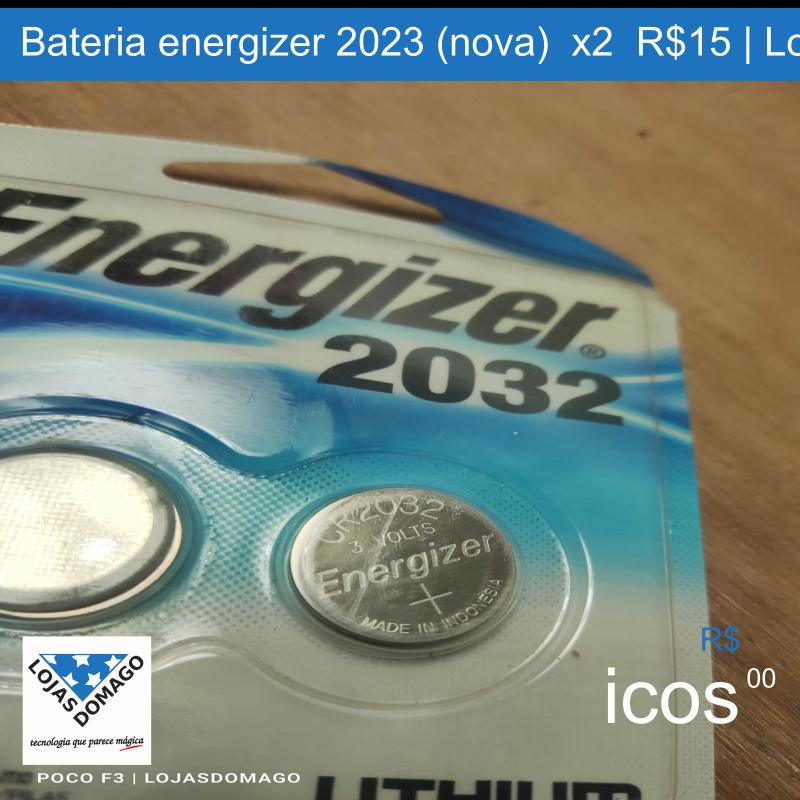 Bateria energizer 2023 (nova) x2 R$15 | Lo
Energizer®
2032
CR2032
3 VOLTS
Energizer
+
MADE IN INDONESIA
R$
icos 00
LOJAS DOMAGO
tecnologia que parece mágica
POCO F3 | LOJASDOMAGO
LITHIUM